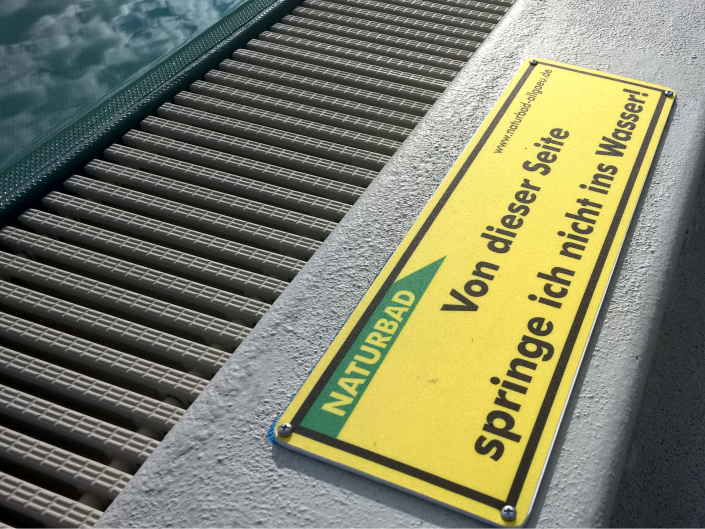 www.naturbad-allgaeu.de
NATURBAD
Von dieser Seite
springe ich nicht ins Wasser!